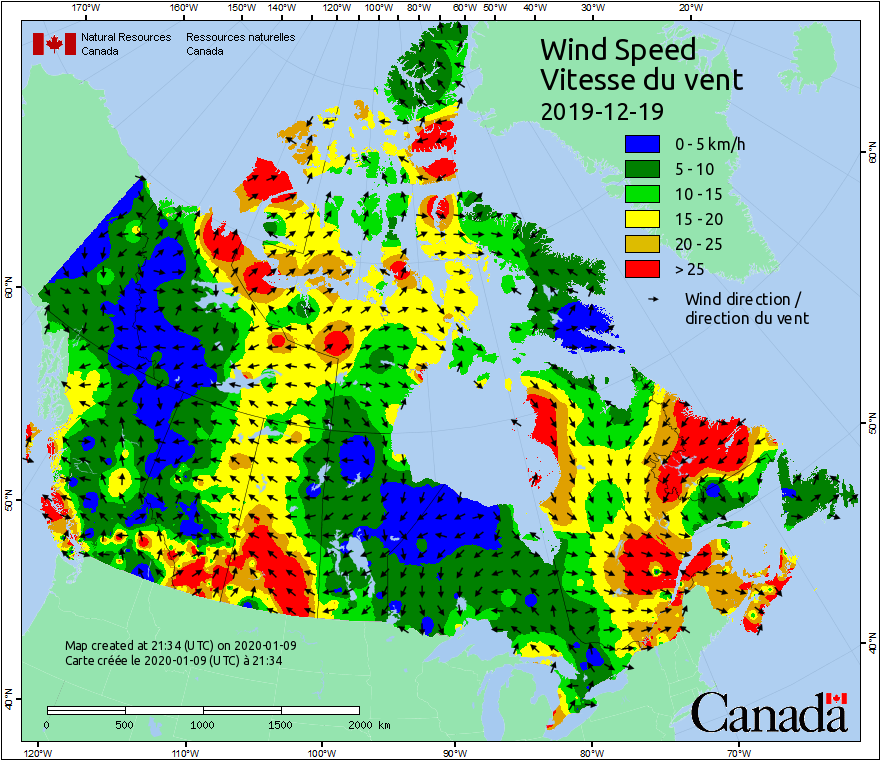 170°W 160°W 150°W 140°W 130°W 120°W 110°W 100°W 90°W 80°W 70°W 60°W 50°W 40°W 30°W 20°W
Natural Resources Ressources naturelles
Canada Canada
Wind Speed
Vitesse du vent
2019-12-19
0 - 5 km/h
5 - 10
10 - 15
15 - 20
20 - 25
> 25
Wind direction /
direction du vent
60°N
60°N
50°N
50°N
40°N
40°N
Map created at 21:34 (UTC) on 2020-01-09
Carte créée le 2020-01-09 (UTC) à 21:34
0 500 1000 1500 2000 km
Canada
120°W 110°W 100°W 90°W 80°W 70°W